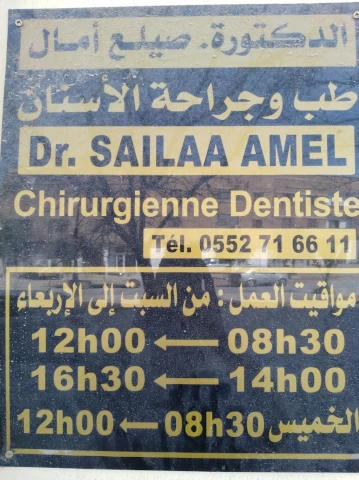 الدكتورة. صيلع أمال
طب وجراحة الأسنان
Dr. SAILAA AMEL
Chirurgienne Dentiste
Tél. 0552 71 66 11
مواقيت العمل : من السبت إلى الإربعاء
08h30 ← 12h00
14h00 ← 16h30
الخميس 08h30 ← 12h00